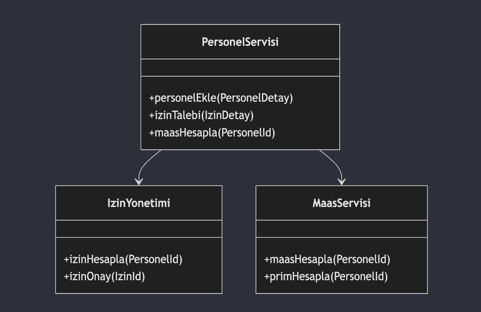 PersonelServisi
+personelEkle(PersonelDetay)
+izinTalebi(IzinDetay)
+maasHesapla(PersonelId)
IzinYonetimi
+izinHesapla(PersonelId)
+izinOnay(IzinId)
MaasServisi
+maasHesapla(PersonelId)
+primHesapla(PersonelId)